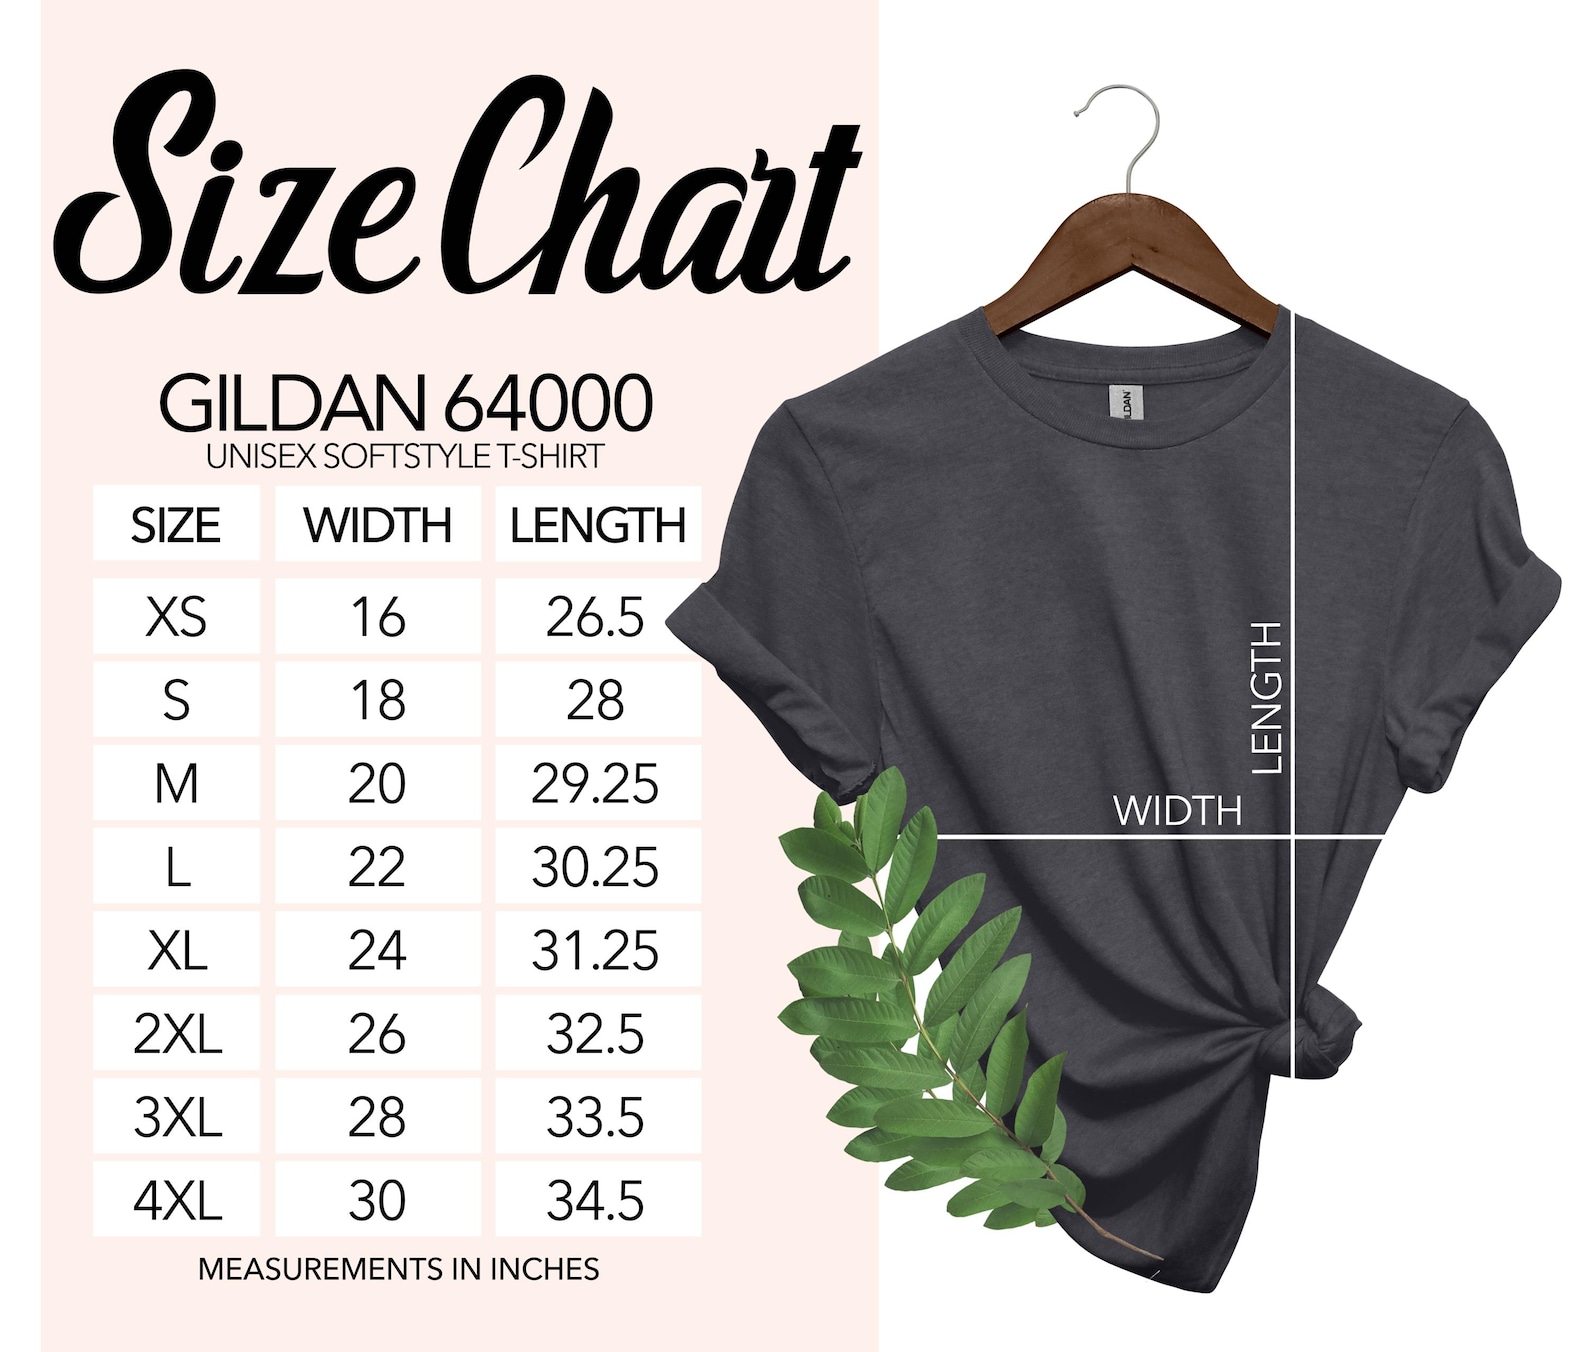 Size Chart
GILDAN 64000
UNISEX SOFTSTYLE T-SHIRT
SIZE WIDTH LENGTH
XS 16 26.5
S 18 28
M 20 29.25
L 22 30.25
XL 24 31.25
2XL 26 32.5
3XL 28 33.5
4XL 30 34.5
MEASUREMENTS IN INCHES
LENGTH
WIDTH